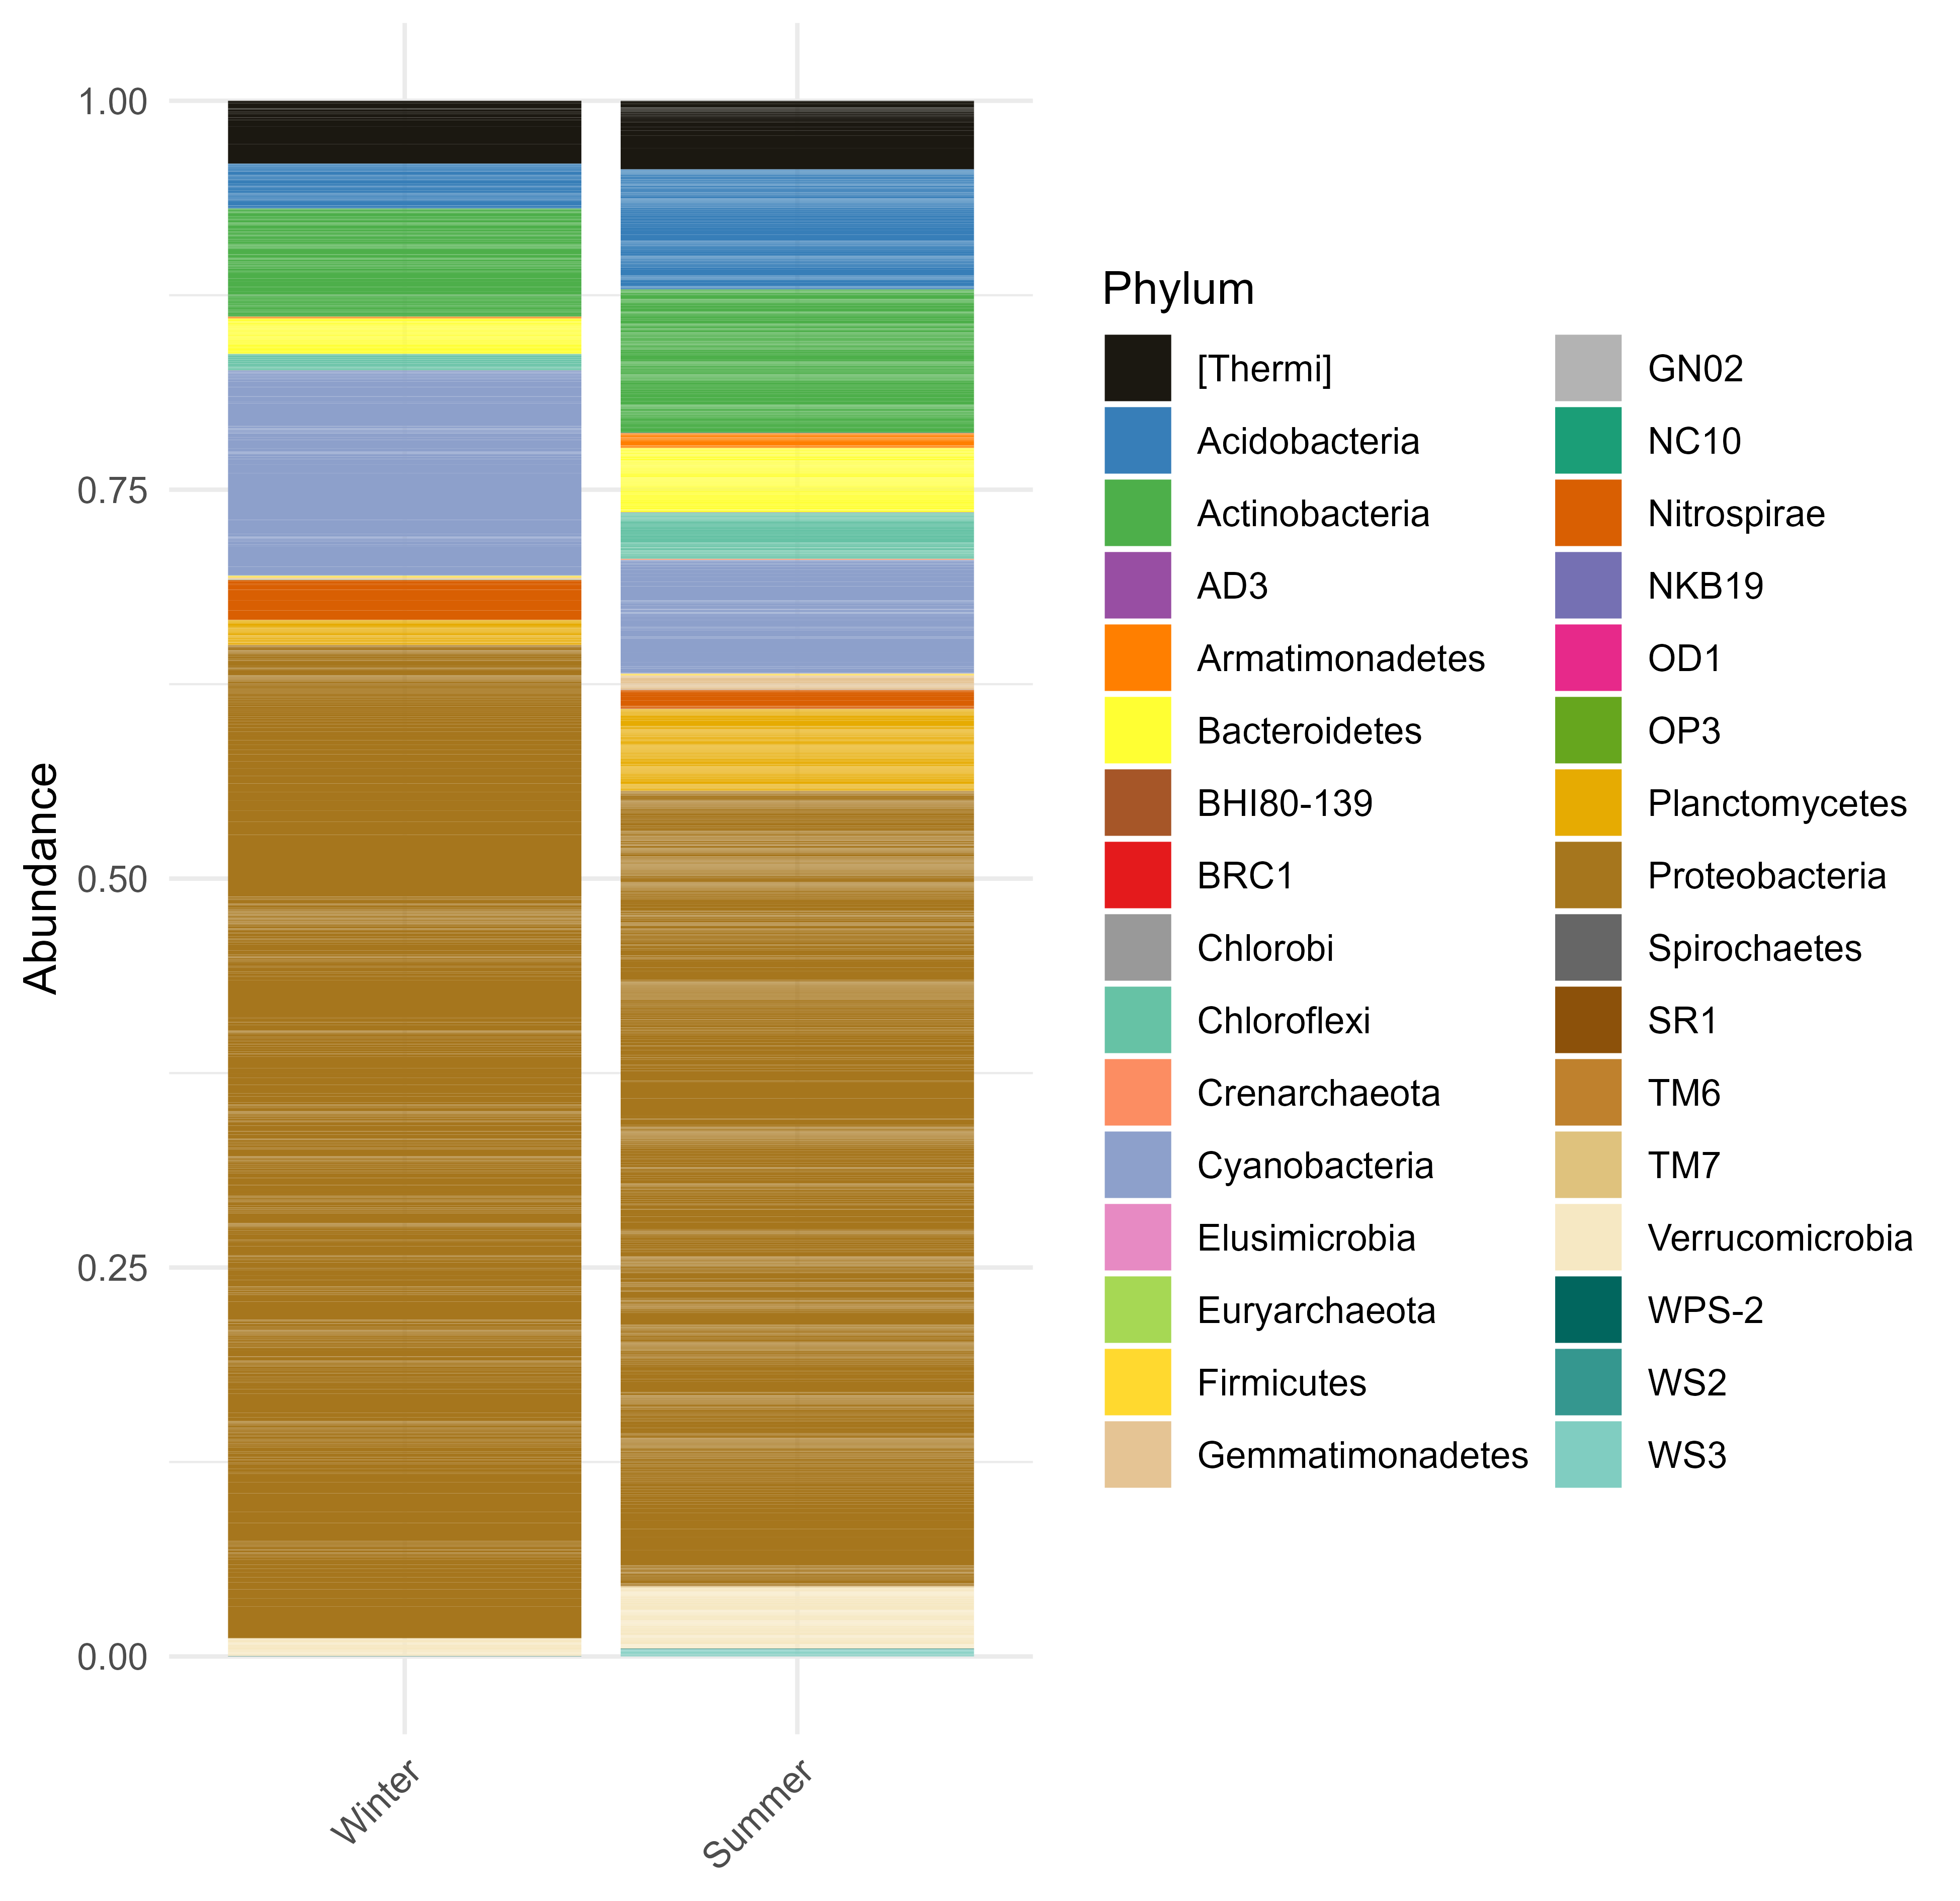 1.00
0.75
0.50
0.25
0.00
Abundance
Winter
Summer
Phylum
[Thermi]
Acidobacteria
Actinobacteria
AD3
Armatimonadetes
Bacteroidetes
BHI80-139
BRC1
Chlorobi
Chloroflexi
Crenarchaeota
Cyanobacteria
Elusimicrobia
Euryarchaeota
Firmicutes
Gemmatimonadetes
GN02
NC10
Nitrospirae
NKB19
OD1
OP3
Planctomycetes
Proteobacteria
Spirochaetes
SR1
TM6
TM7
Verrucomicrobia
WPS-2
WS2
WS3